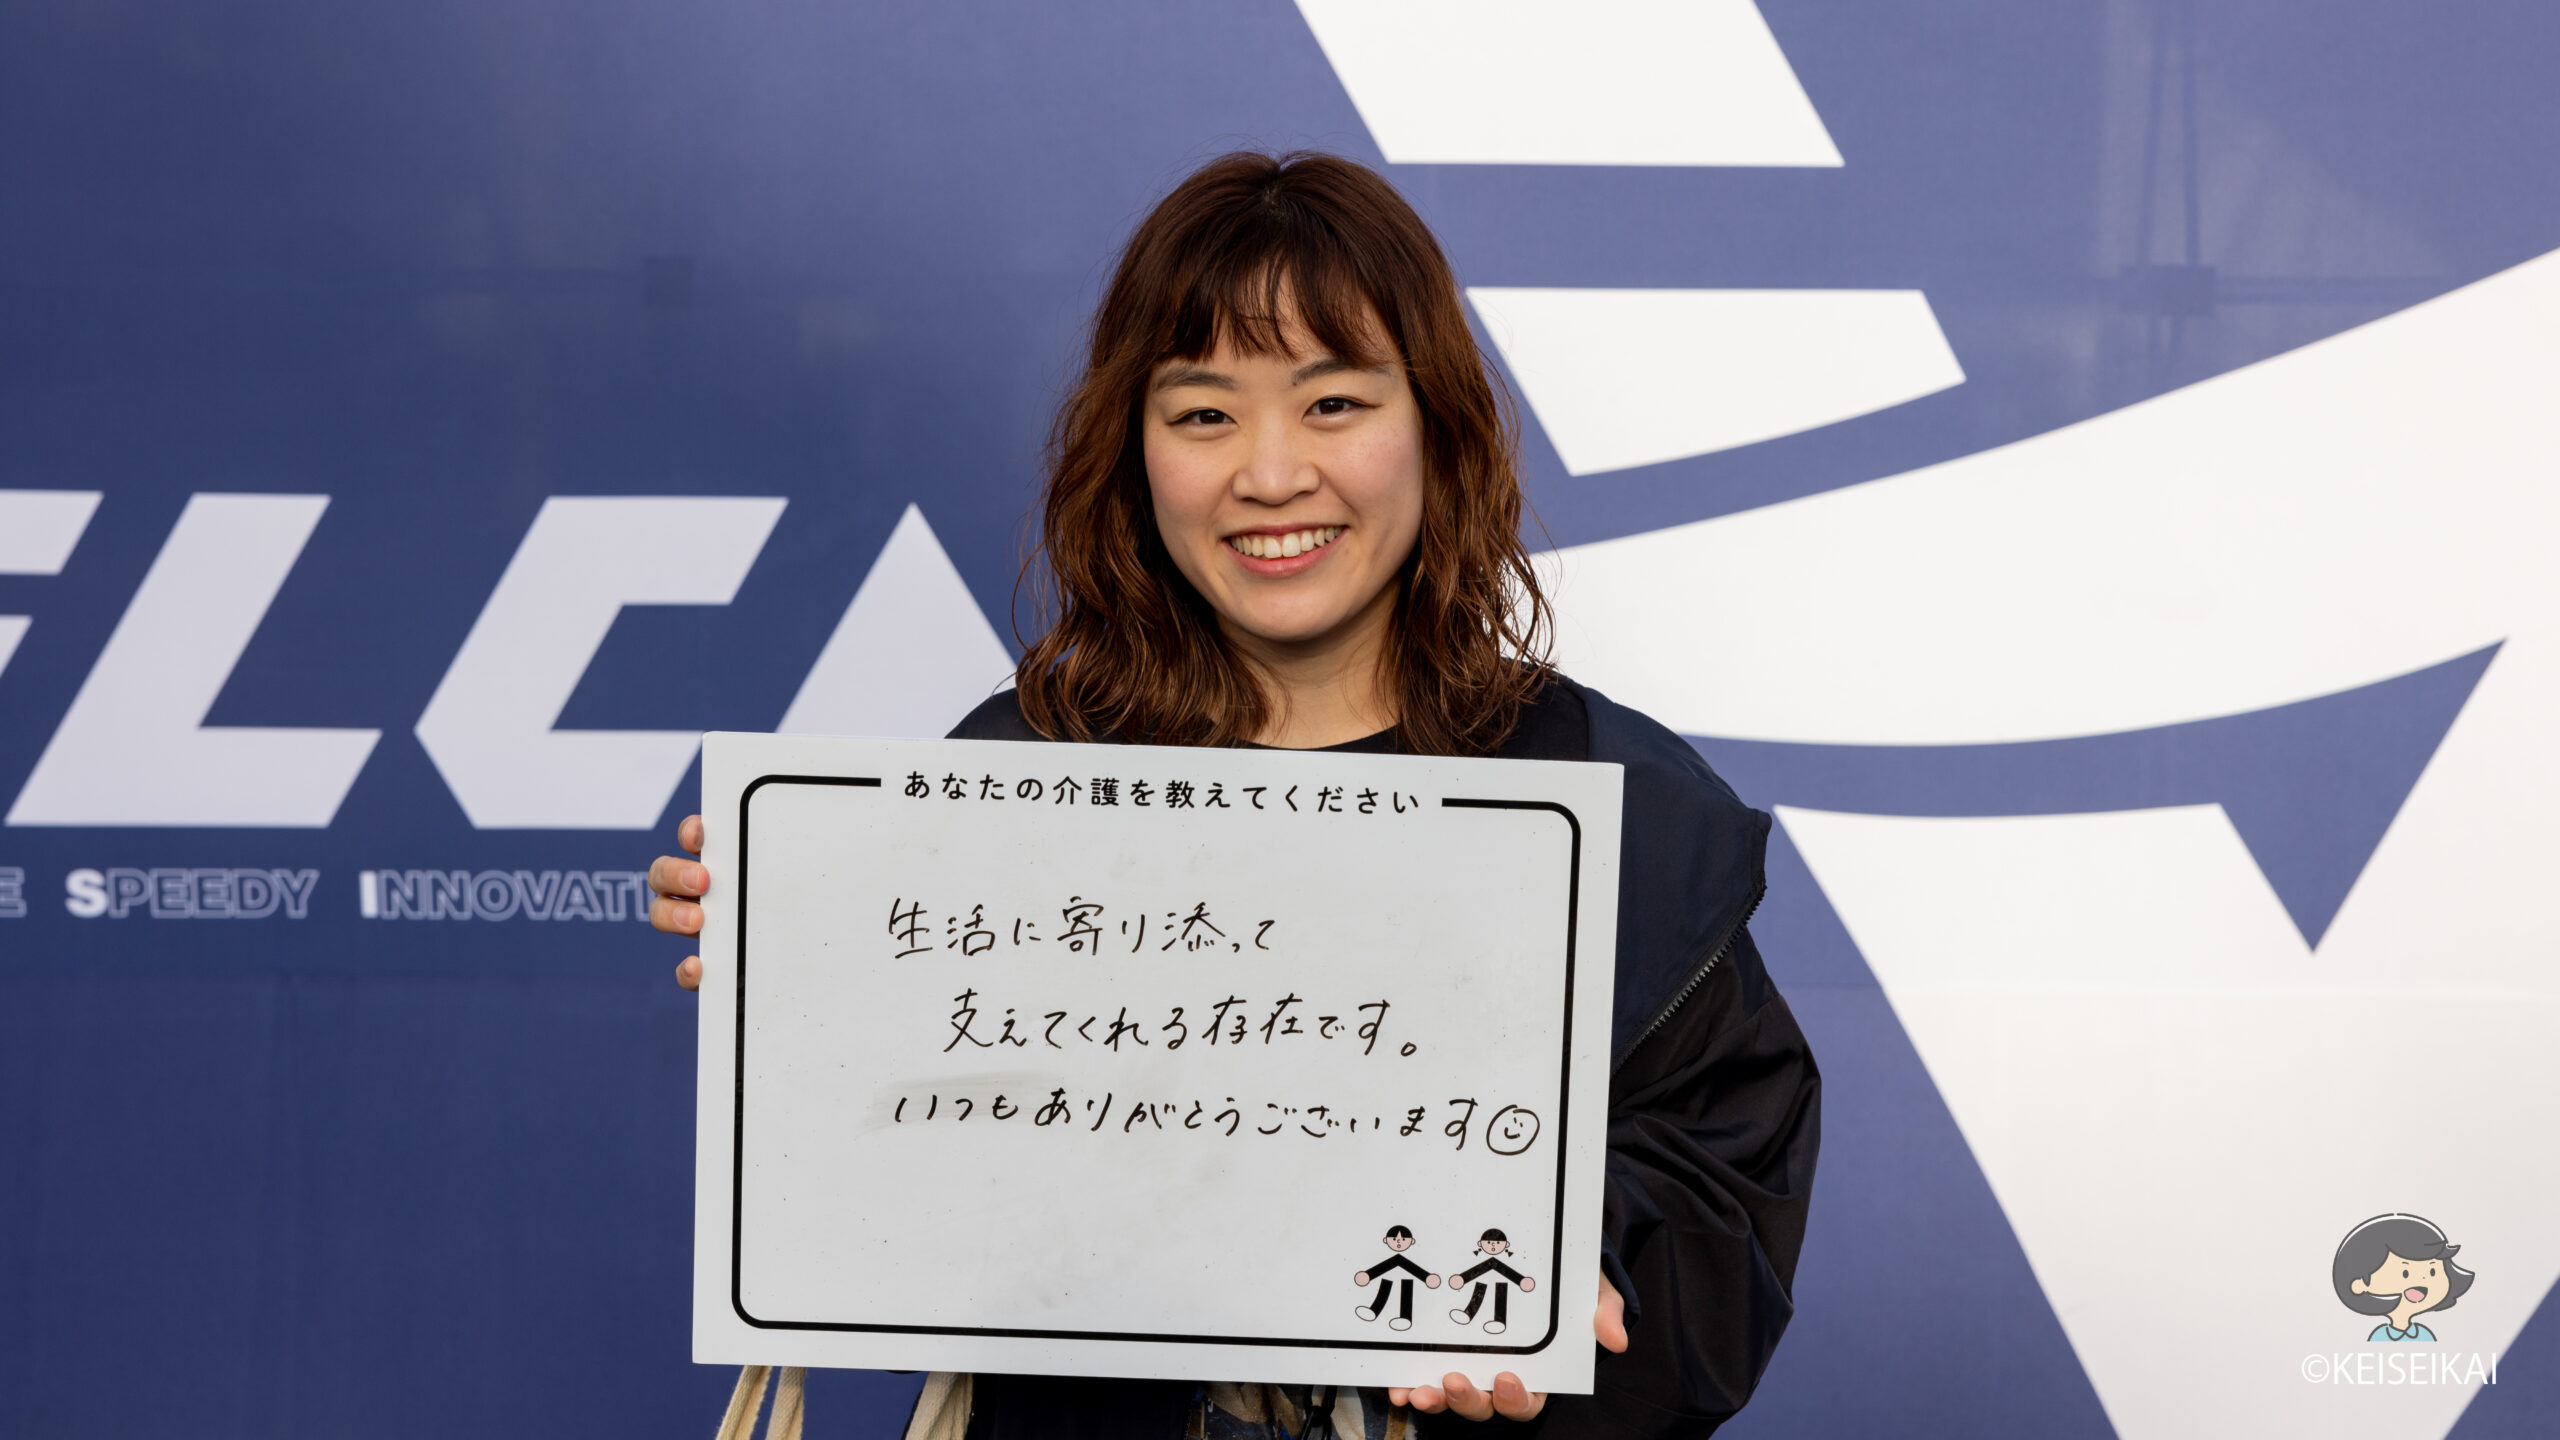 ELCA
E SPEEDY INNOVATI
あなたの介護を教えてください
生活に寄り添って
支えてくれる存在です。
いつもありがとうございます
©KEISEIKAI